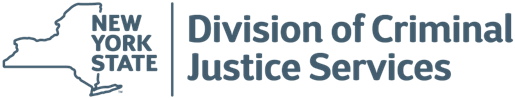 NEW
YORK
STATE
Division of Criminal
Justice Services